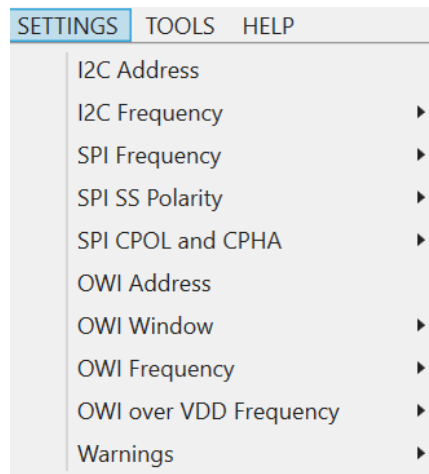 SETTINGS TOOLS HELP
I2C Address
I2C Frequency
SPI Frequency
SPI SS Polarity
SPI CPOL and CPHA
OWI Address
OWI Window
OWI Frequency
OWI over VDD Frequency
Warnings